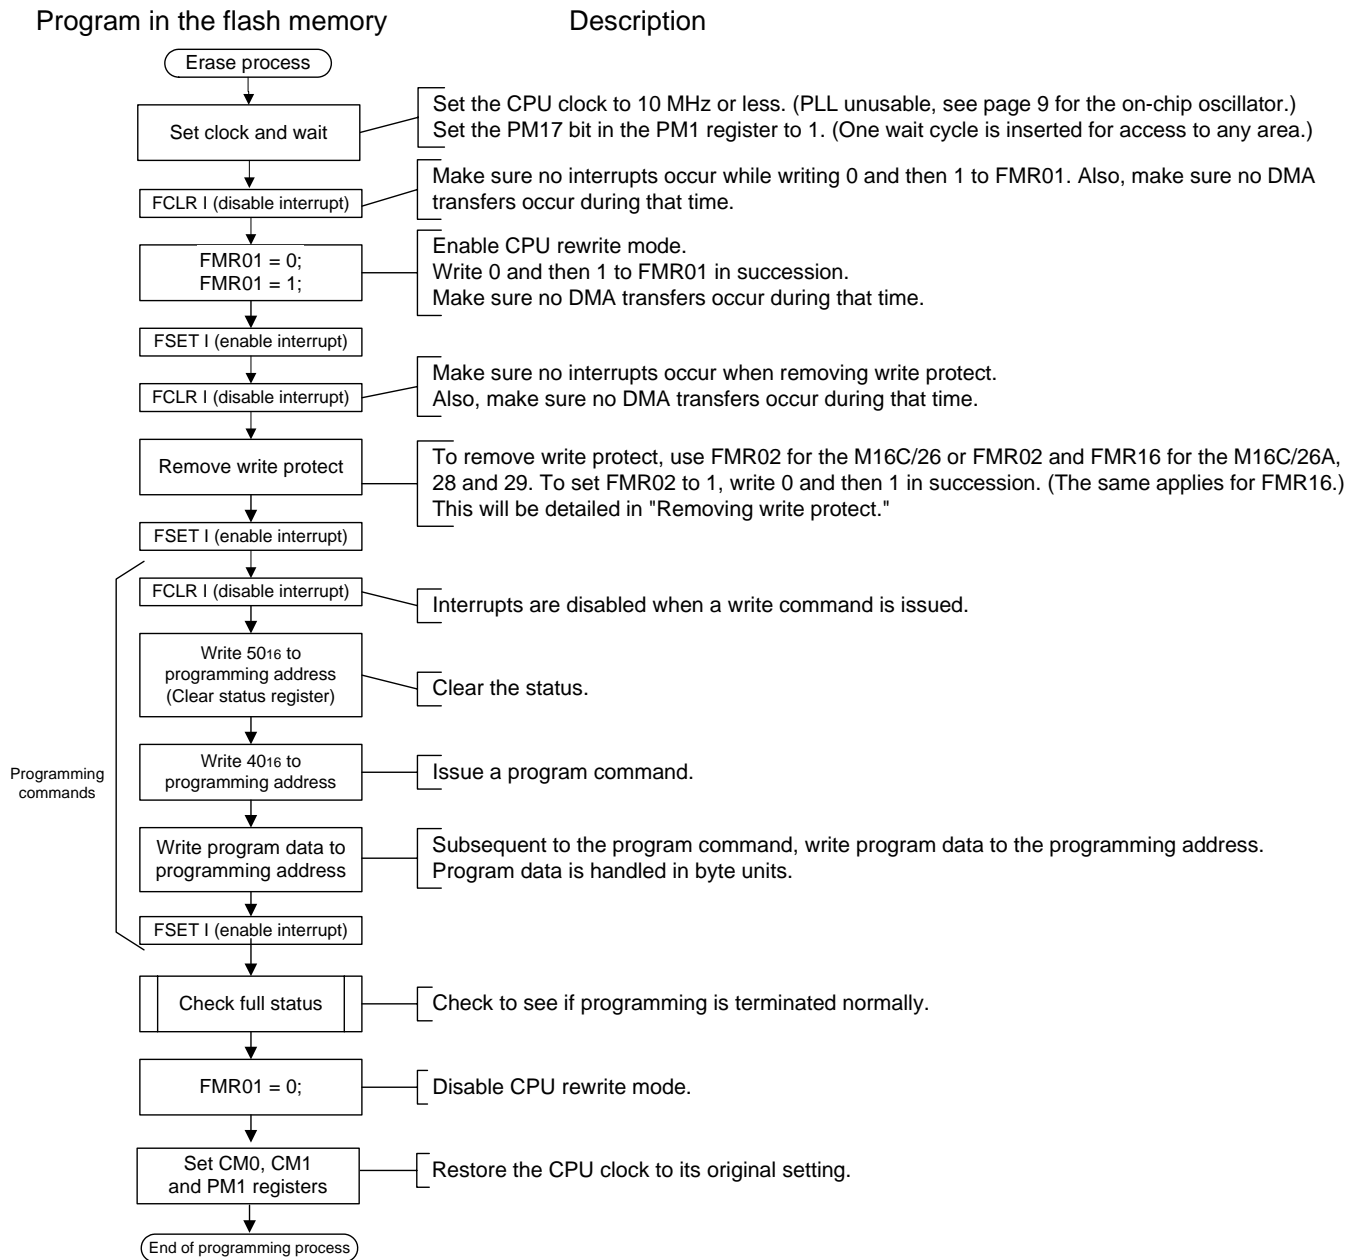 Program in the flash memory
Description
Erase process
Set clock and wait
Set the CPU clock to 10 MHz or less. (PLL unusable, see page 9 for the on-chip oscillator.)
Set the PM17 bit in the PM1 register to 1. (One wait cycle is inserted for access to any area.)
FCLR I (disable interrupt)
Make sure no interrupts occur while writing 0 and then 1 to FMR01. Also, make sure no DMA
transfers occur during that time.
FMR01 = 0;
FMR01 = 1;
Enable CPU rewrite mode.
Write 0 and then 1 to FMR01 in succession.
Make sure no DMA transfers occur during that time.
FSET I (enable interrupt)
FCLR I (disable interrupt)
Make sure no interrupts occur when removing write protect.
Also, make sure no DMA transfers occur during that time.
Remove write protect
To remove write protect, use FMR02 for the M16C/26 or FMR02 and FMR16 for the M16C/26A,
28 and 29. To set FMR02 to 1, write 0 and then 1 in succession. (The same applies for FMR16.)
This will be detailed in "Removing write protect."
FSET I (enable interrupt)
Programming
commands
FCLR I (disable interrupt)
Interrupts are disabled when a write command is issued.
Write 5016 to
programming address
(Clear status register)
Clear the status.
Write 4016 to
programming address
Issue a program command.
Write program data to
programming address
Subsequent to the program command, write program data to the programming address.
Program data is handled in byte units.
FSET I (enable interrupt)
Check full status
Check to see if programming is terminated normally.
FMR01 = 0;
Disable CPU rewrite mode.
Set CM0, CM1
and PM1 registers
Restore the CPU clock to its original setting.
End of programming process